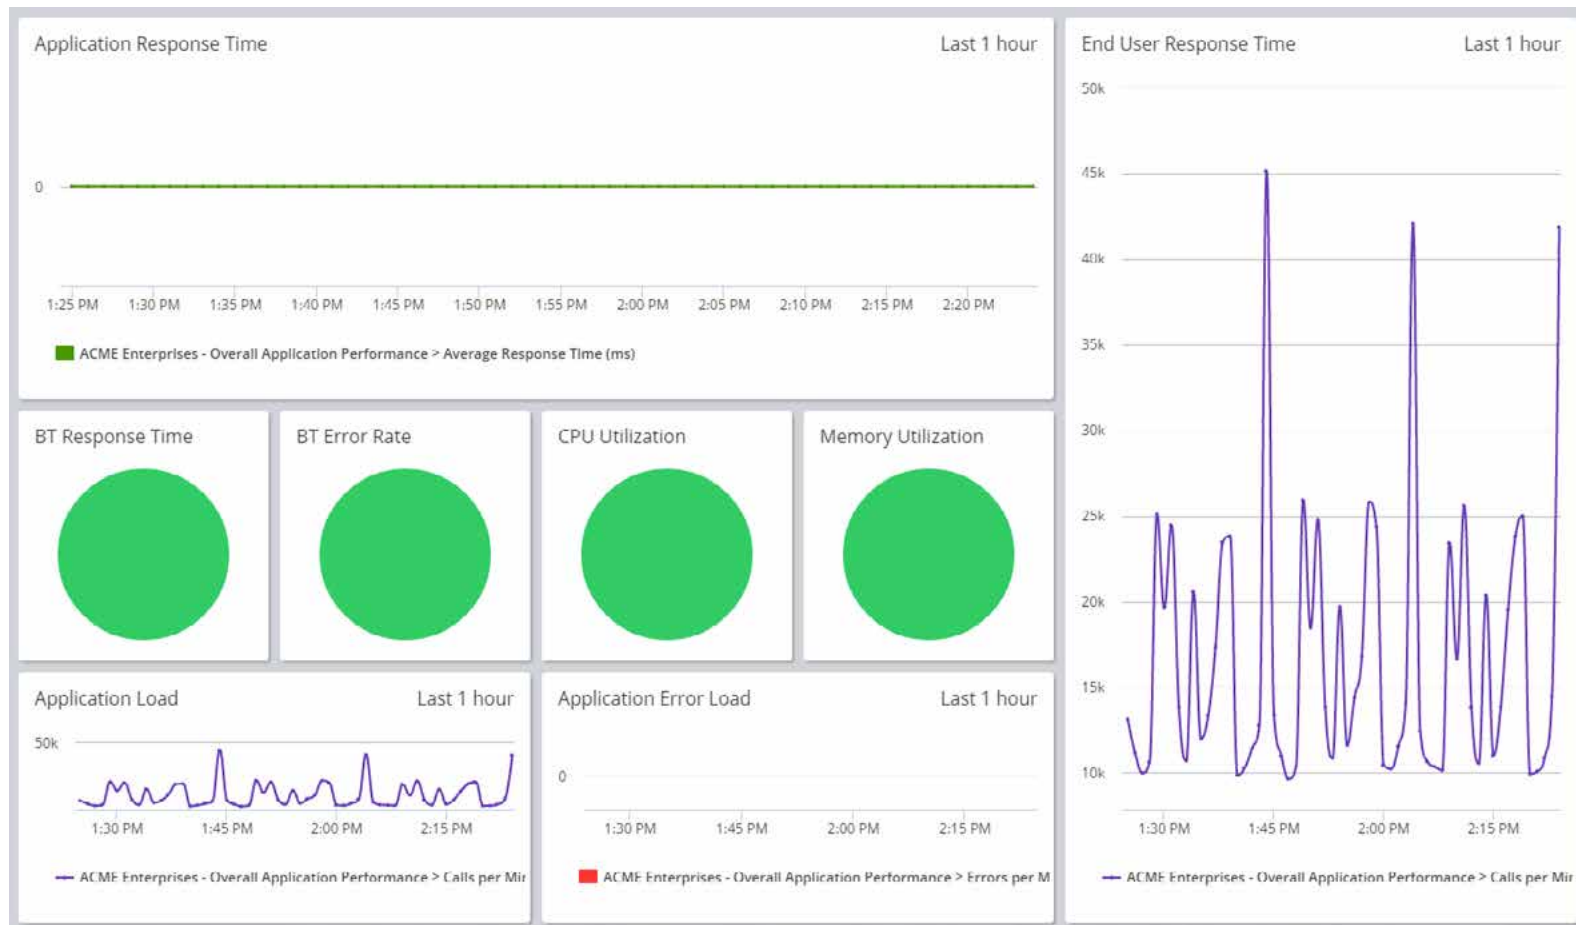 Application Response Time Last 1 hour
0
1:25 PM 1:30 PM 1:35 PM 1:40 PM 1:45 PM 1:50 PM 1:55 PM 2:00 PM 2:05 PM 2:10 PM 2:15 PM 2:20 PM
ACME Enterprises - Overall Application Performance > Average Response Time (ms)
BT Response Time
BT Error Rate
CPU Utilization
Memory Utilization
Application Load Last 1 hour
50k
1:30 PM 1:45 PM 2:00 PM 2:15 PM
ACME Enterprises - Overall Application Performance > Calls per Mir
Application Error Load Last 1 hour
0
1:30 PM 1:45 PM 2:00 PM 2:15 PM
ACME Enterprises - Overall Application Performance > Errors per M
End User Response Time Last 1 hour
50k
45k
40k
35k
30k
25k
20k
15k
10k
1:30 PM 1:45 PM 2:00 PM 2:15 PM
ACME Enterprises - Overall Application Performance > Calls per Mir